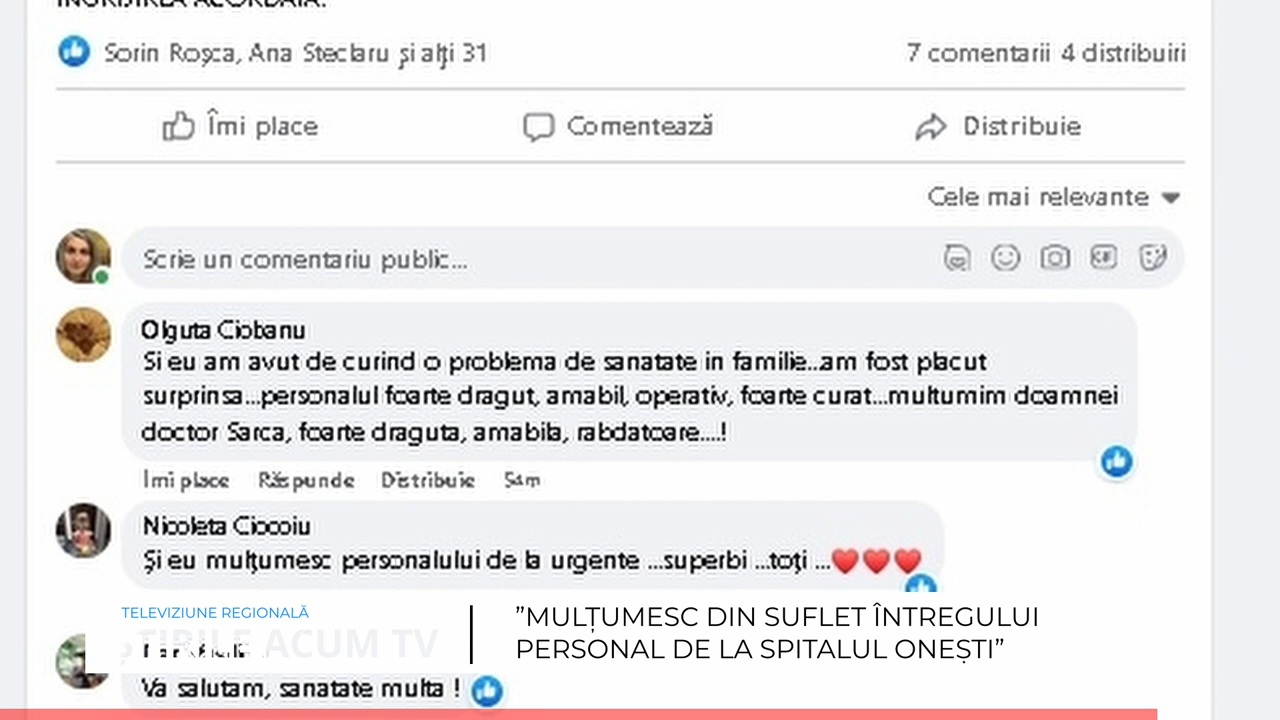 ÎNGRIJIREA ACORDATĂ.
Sorin Roșca, Ana Steclaru și alți 31
7 comentarii 4 distribuiri
Îmi place
Comentează
Distribuie
Cele mai relevante
Scrie un comentariu public...
GIF
Olguta Ciobanu
Si eu am avut de curind o problema de sanatate in familie...am fost placut
surprinsa...personalul foarte dragut, amabil, operativ, foarte curat...multumim doamnei
doctor Sarca, foarte draguta, amabila, rabdatoare....!
Îmi place Răspunde Distribuie 54m
Nicoleta Ciocoiu
Și eu mulțumesc personalului de la urgente ...superbi ...toți ...❤️❤️❤️
TELEVIZIUNE REGIONALĂ
ȘTIRILE ACUM TV
”MULȚUMESC DIN SUFLET ÎNTREGULUI
PERSONAL DE LA SPITALUL ONEȘTI”
Va salutam, sanatate multa !